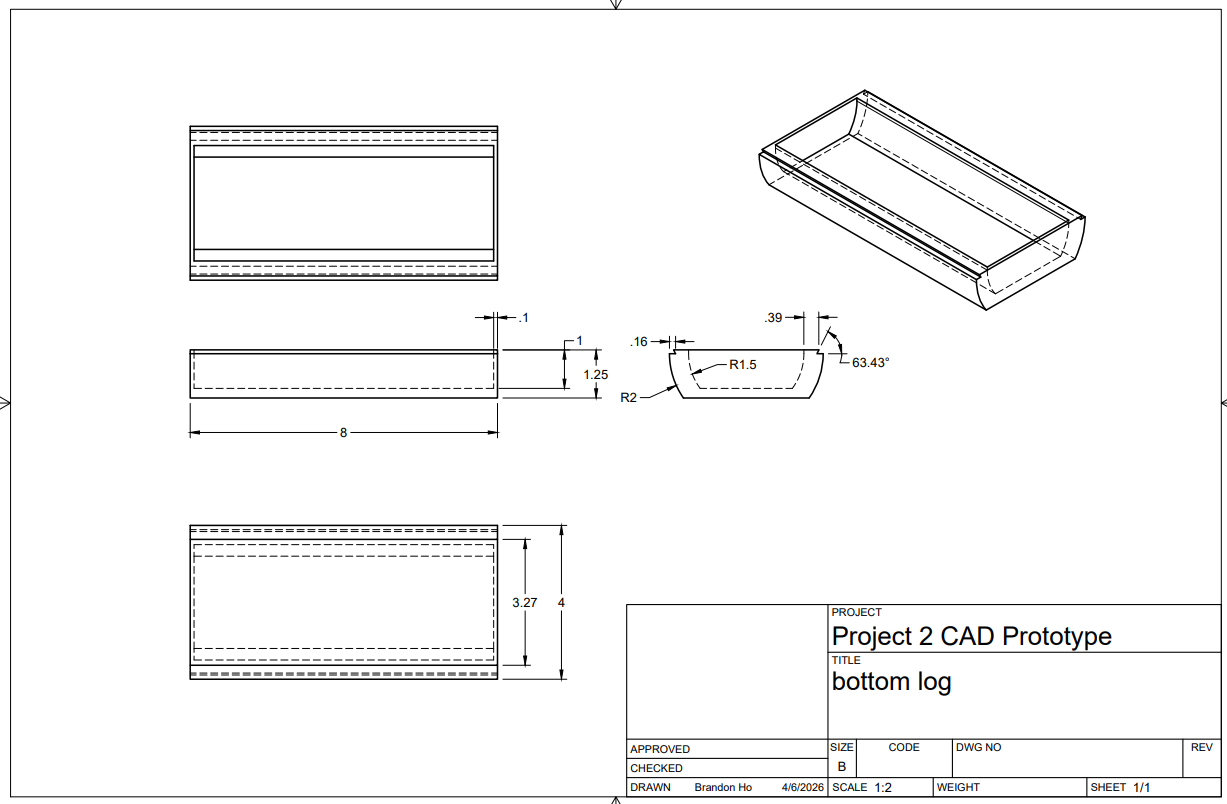 .1
1
1.25
8
.39
.16
63.43°
R1.5
R2
3.27
4
PROJECT
Project 2 CAD Prototype
TITLE
bottom log
APPROVED
CHECKED
DRAWN Brandon Ho 4/6/2026
SIZE CODE DWG NO REV
B
SCALE 1:2 WEIGHT SHEET 1/1